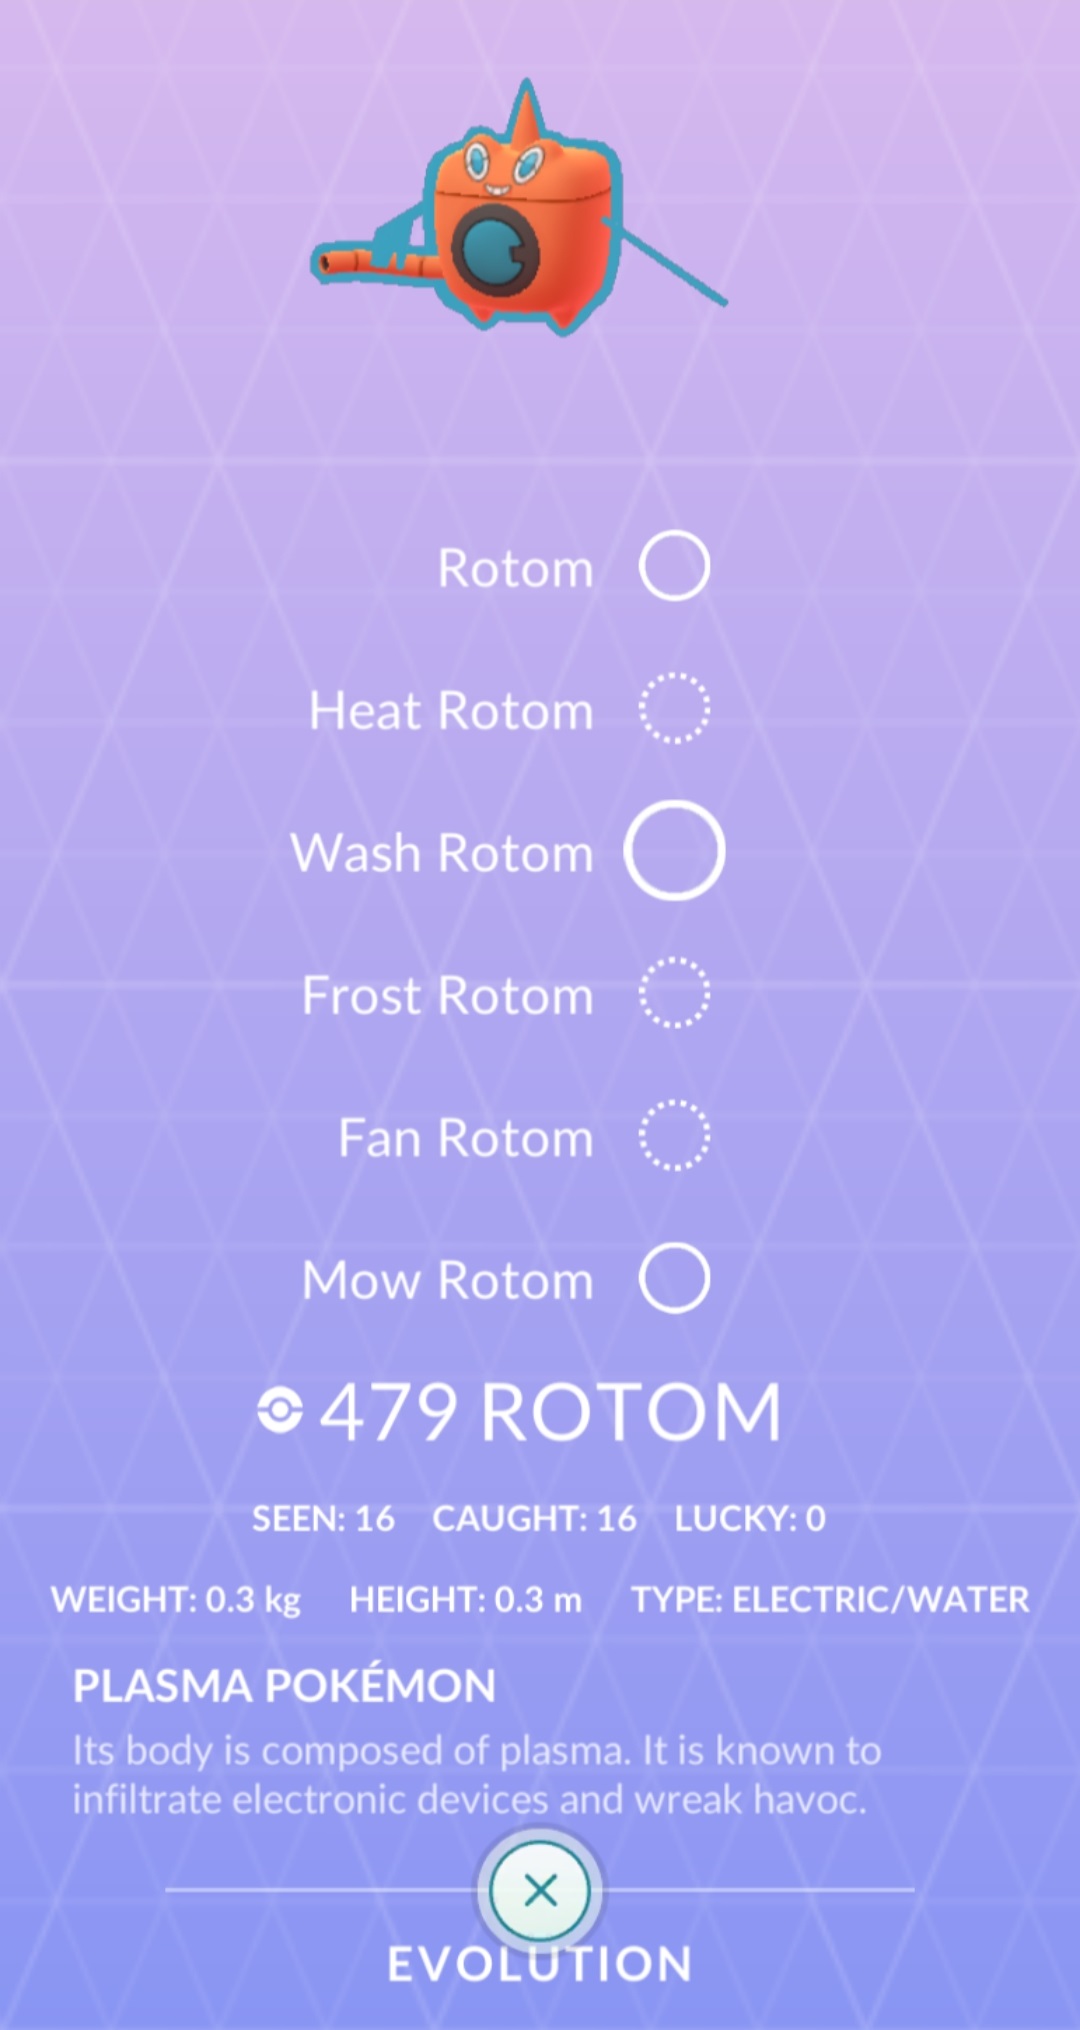 Rotom
Heat Rotom
Wash Rotom
Frost Rotom
Fan Rotom
Mow Rotom
479 ROTOM
SEEN: 16 CAUGHT: 16 LUCKY: 0
WEIGHT: 0.3 kg HEIGHT: 0.3 m TYPE: ELECTRIC/WATER
PLASMA POKÉMON
Its body is composed of plasma. It is known to
infiltrate electronic devices and wreak havoc.
EVOLUTION